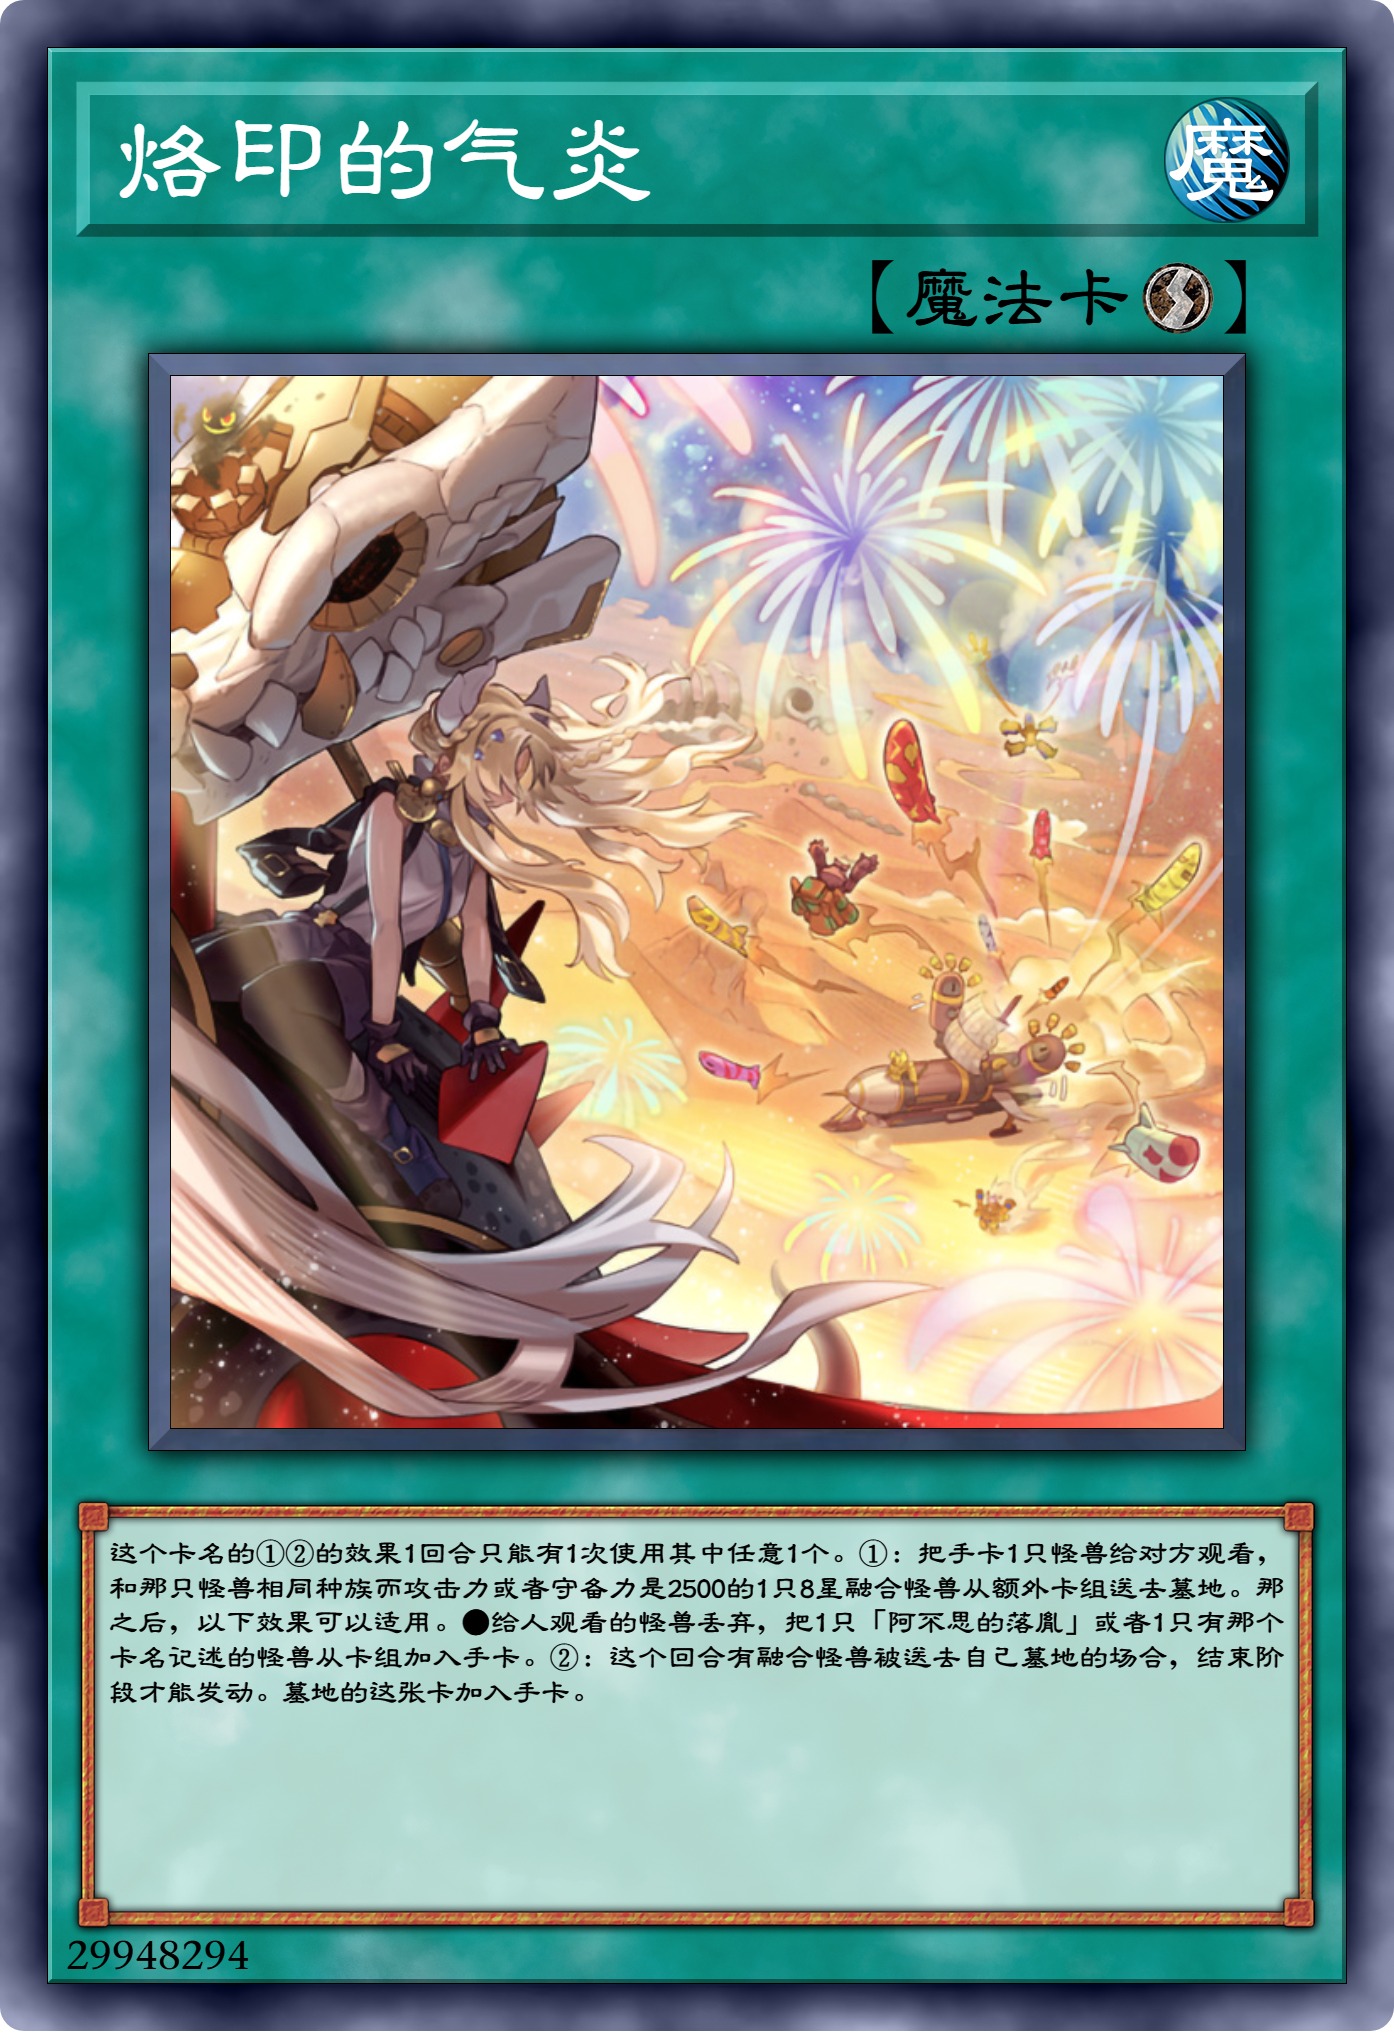 烙印的气炎
魔
【魔法卡】
这个卡名的①②的效果1回合只能有1次使用其中任意1个。①：把手卡1只怪兽给对方观看，
和那只怪兽相同种族而攻击力或者守备力是2500的1只8星融合怪兽从额外卡组送去墓地。那
之后，以下效果可以适用。●给人观看的怪兽丢弃，把1只「阿不思的落胤」或者1只有那个
卡名记述的怪兽从卡组加入手卡。②：这个回合有融合怪兽被送去自己墓地的场合，结束阶
段才能发动。墓地的这张卡加入手卡。
29948294